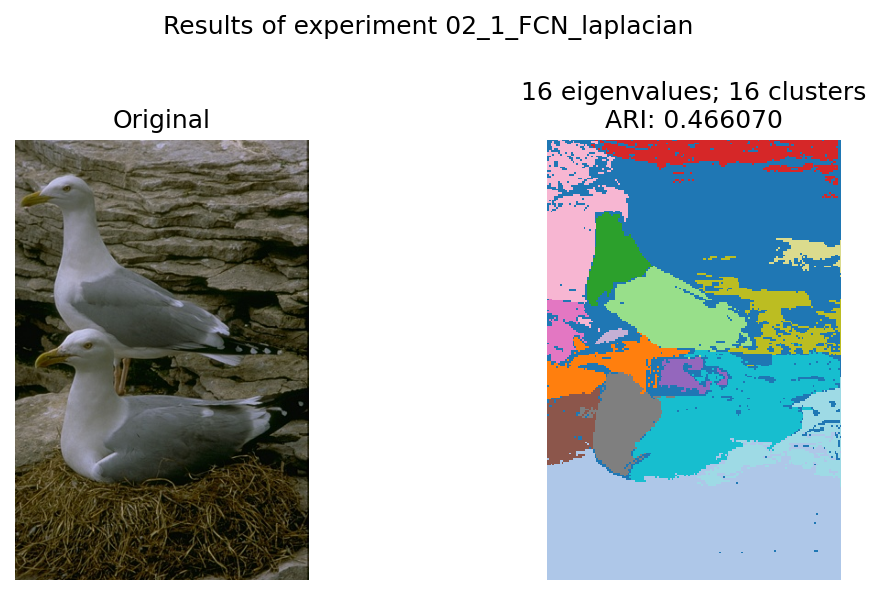 Results of experiment 02_1_FCN_laplacian
Original
16 eigenvalues; 16 clusters
ARI: 0.466070